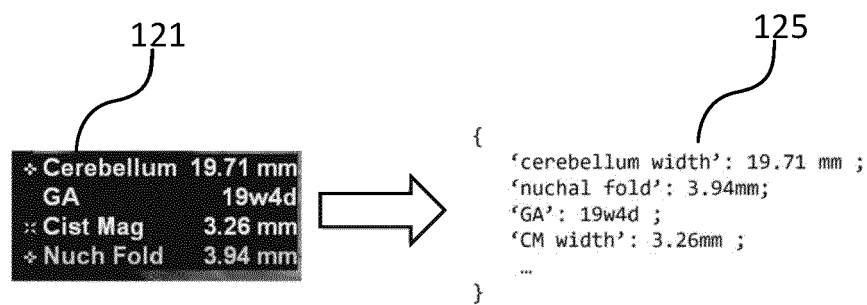 121
125
✧ Cerebellum 19.71 mm
GA 19w4d
Cist Mag 3.26 mm
✧ Nuch Fold 3.94 mm
{
‘cerebellum width’: 19.71 mm ;
‘nuchal fold’: 3.94mm;
‘GA’: 19w4d ;
‘CM width’: 3.26mm ;
…
}